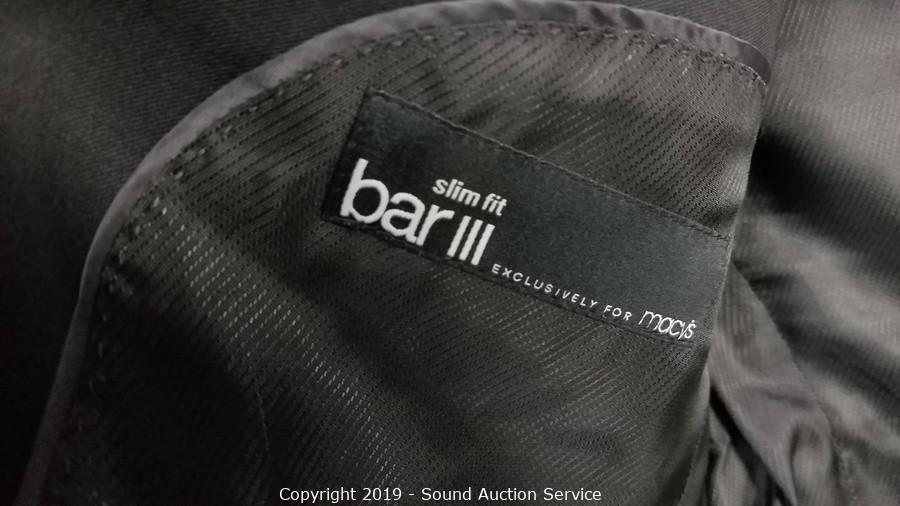 slim fit
bar III
EXCLUSIVELY FOR macy's
Copyright 2019 - Sound Auction Service